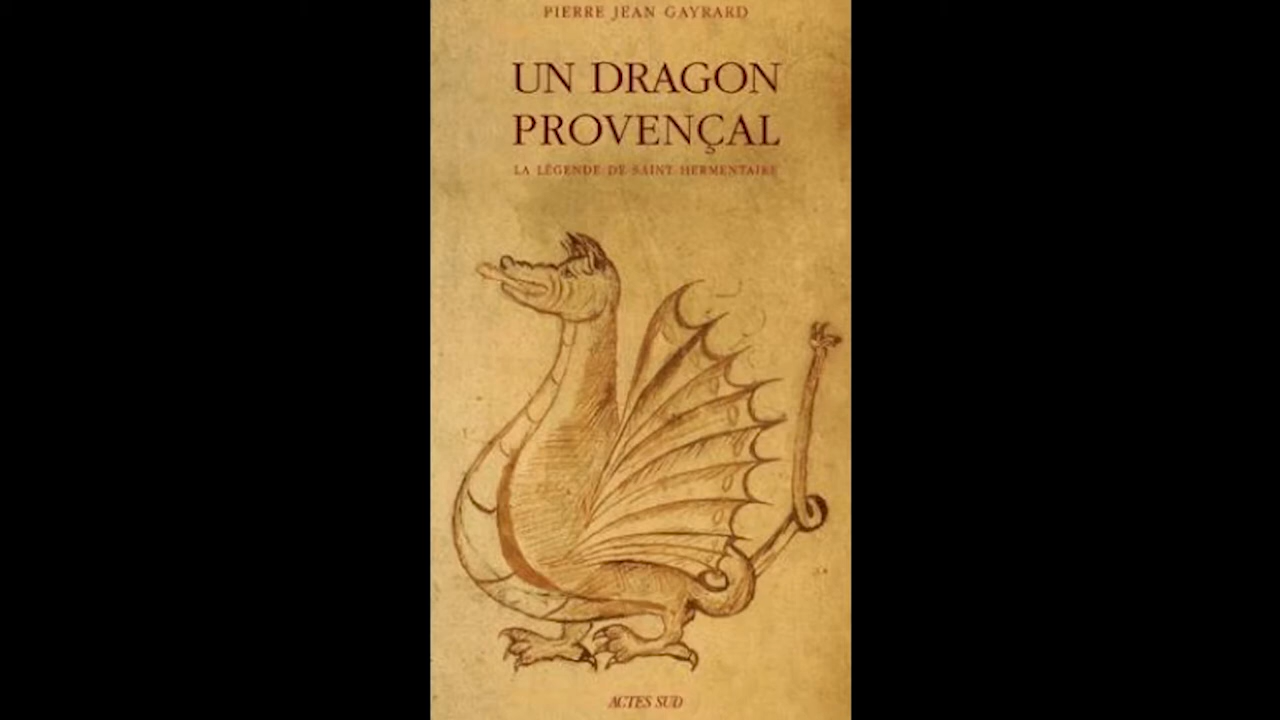 PIERRE JEAN GAYRARD
UN DRAGON
PROVENÇAL
LA LÉGENDE DE SAINT HERMENTAIRE
ACTES SUD